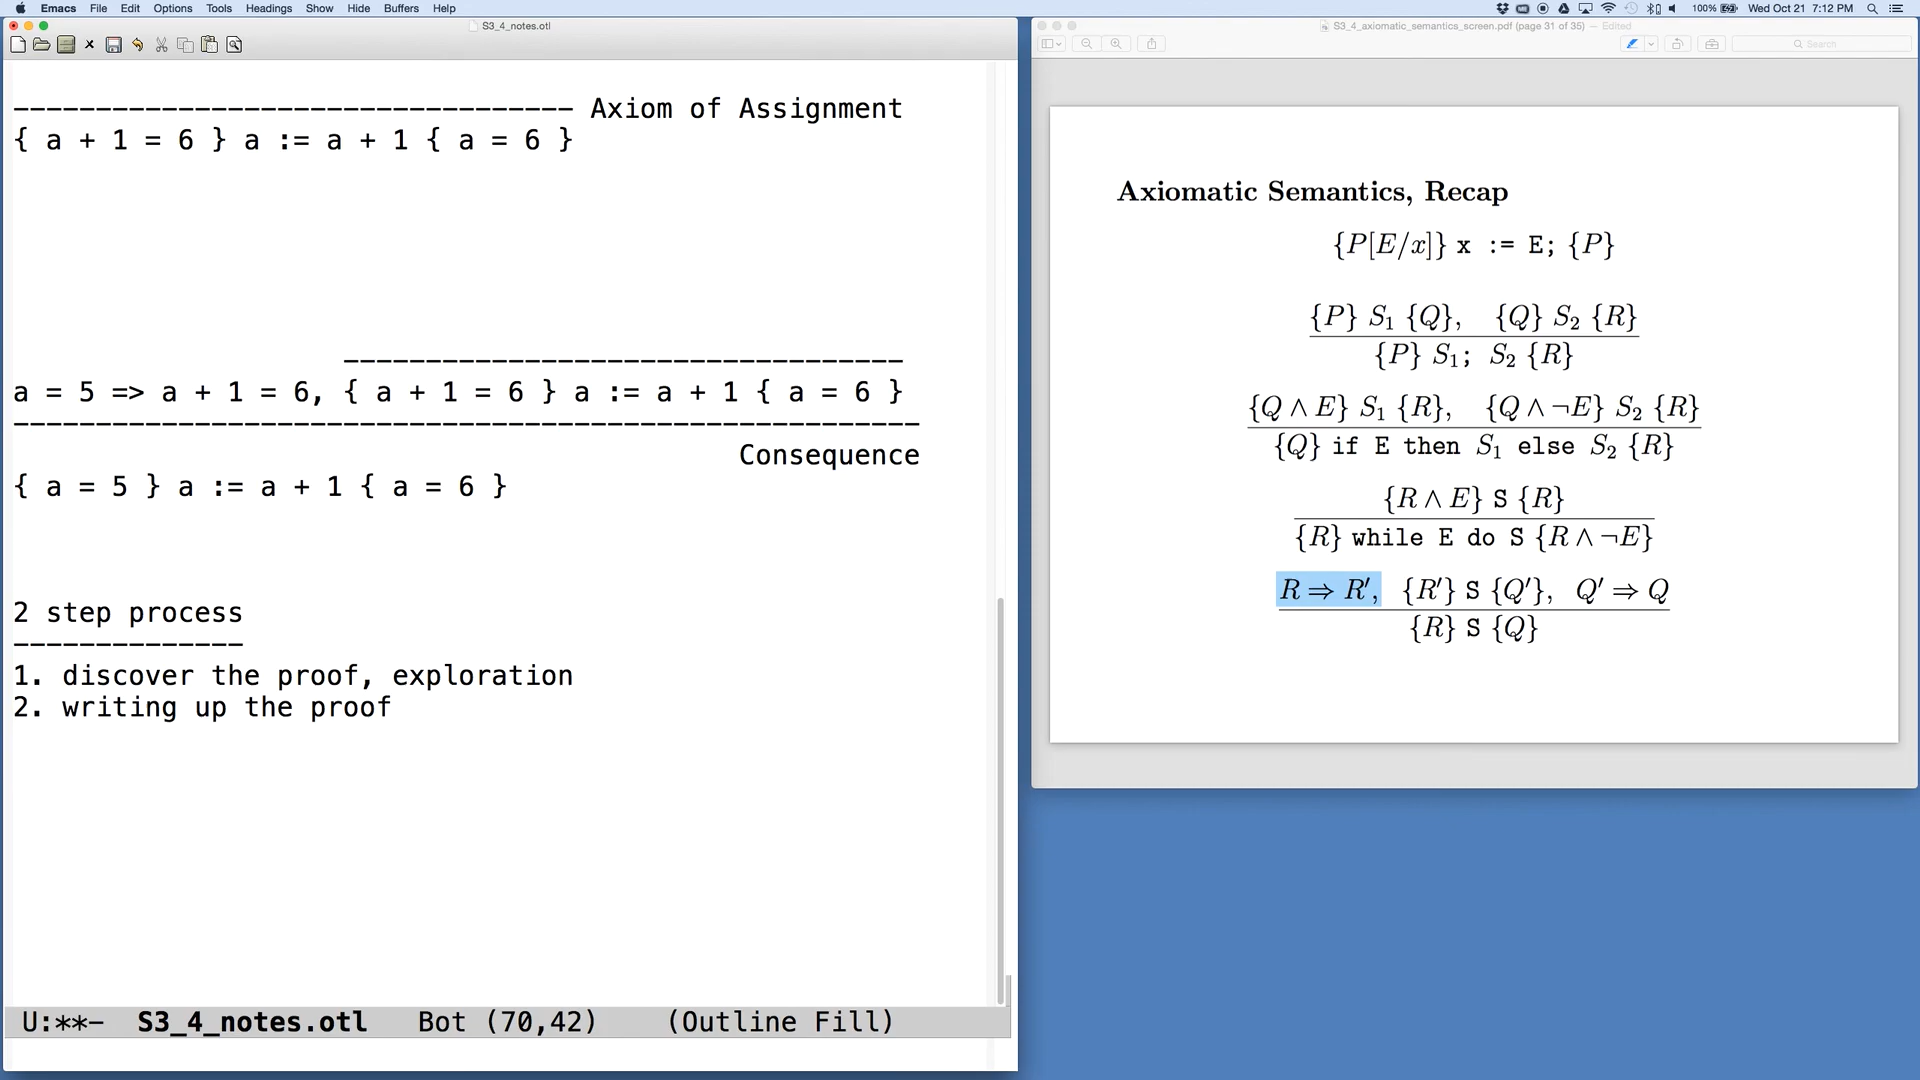 Emacs File Edit Options Tools Headings Show Hide Buffers Help
100% Wed Oct 21 7:12 PM
S3_4_notes.otl
--------------------------------- Axiom of Assignment
{ a + 1 = 6 } a := a + 1 { a = 6 }
----------------------------------
a = 5 => a + 1 = 6, { a + 1 = 6 } a := a + 1 { a = 6 }
-------------------------------------------------------
Consequence
{ a = 5 } a := a + 1 { a = 6 }
2 step process
--------------
1. discover the proof, exploration
2. writing up the proof
U:**- S3_4_notes.otl Bot (70,42) (Outline Fill)
S3_4_axiomatic_semantics_screen.pdf (page 31 of 35) — Edited
Search
Axiomatic Semantics, Recap
{P[E/x]} x := E; {P}
{P} S1 {Q}, {Q} S2 {R}
{P} S1; S2 {R}
{Q ∧ E} S1 {R}, {Q ∧ ¬E} S2 {R}
{Q} if E then S1 else S2 {R}
{R ∧ E} S {R}
{R} while E do S {R ∧ ¬E}
R ⇒ R′, {R′} S {Q′}, Q′ ⇒ Q
{R} S {Q}